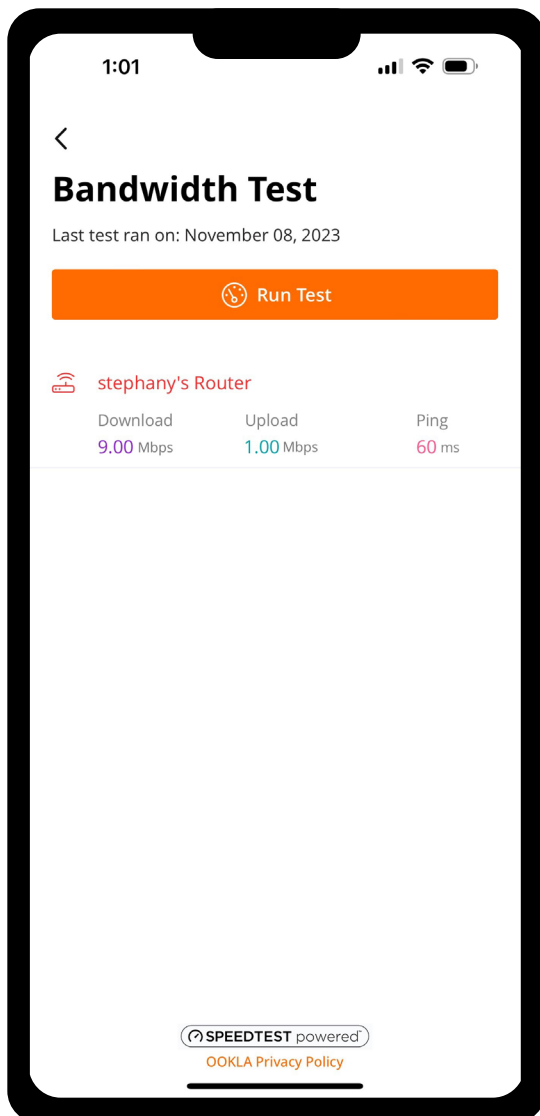 1:01
Bandwidth Test
Last test ran on: November 08, 2023
Run Test
stephany's Router
Download Upload Ping
9.00 Mbps 1.00 Mbps 60 ms
SPEEDTEST powered™
OOKLA Privacy Policy